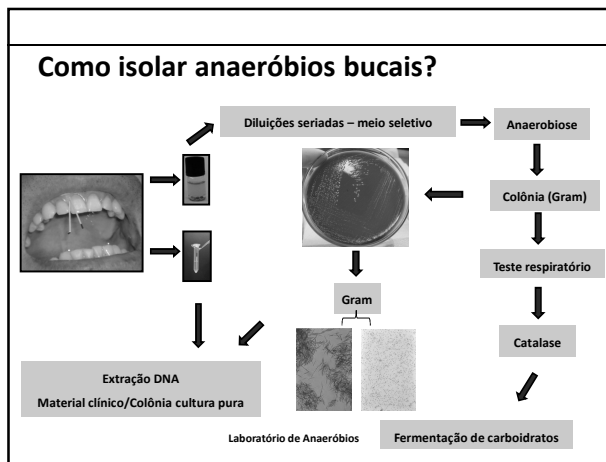 Como isolar anaeróbios bucais?
Diluições seriadas – meio seletivo
Anaerobiose
Colônia (Gram)
Teste respiratório
Gram
Catalase
Extração DNA
Material clínico/Colônia cultura pura
Laboratório de Anaeróbios
Fermentação de carboidratos